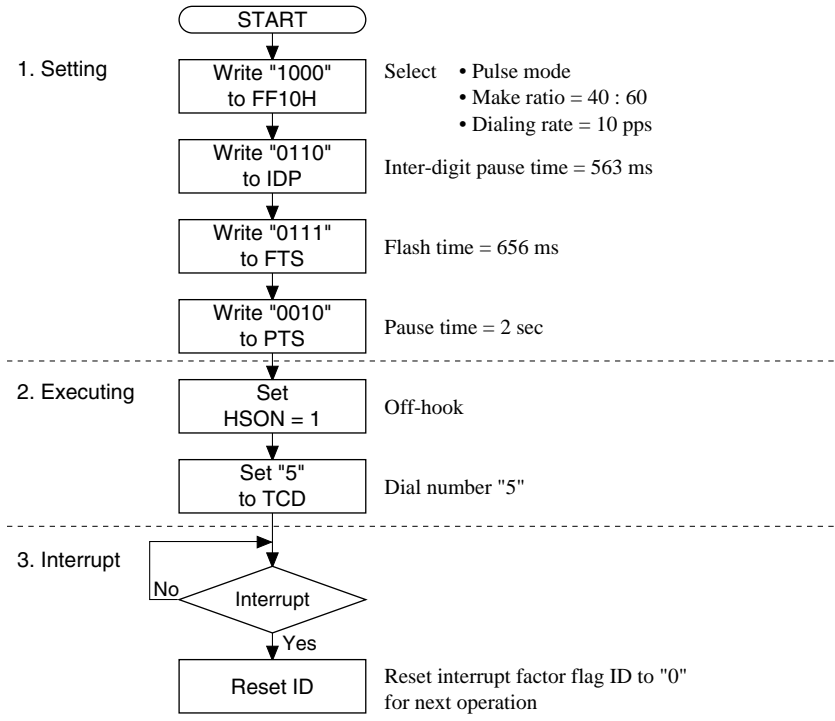 START
1. Setting
Write "1000"
to FF10H
Select • Pulse mode
• Make ratio = 40 : 60
• Dialing rate = 10 pps
Write "0110"
to IDP
Inter-digit pause time = 563 ms
Write "0111"
to FTS
Flash time = 656 ms
Write "0010"
to PTS
Pause time = 2 sec
2. Executing
Set
HSON = 1
Off-hook
Set "5"
to TCD
Dial number "5"
3. Interrupt
No
Interrupt
Yes
Reset ID
Reset interrupt factor flag ID to "0"
for next operation